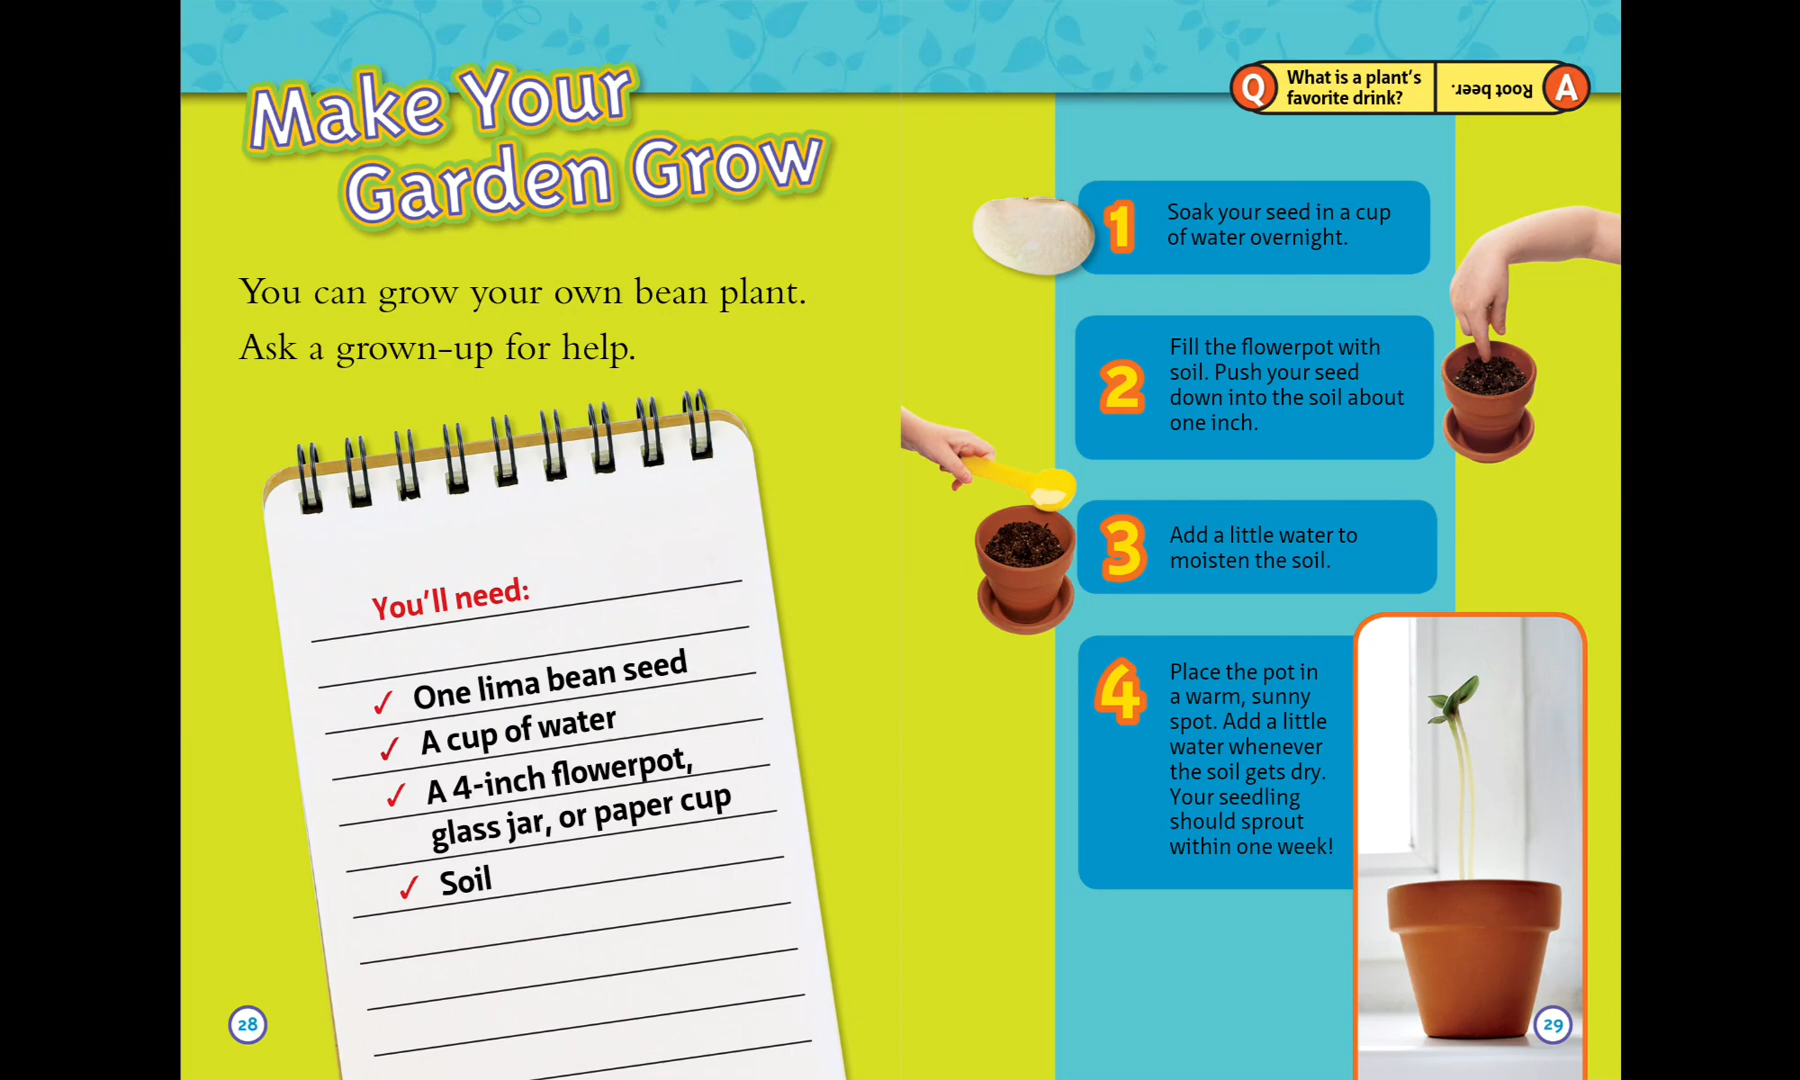 Make Your
Garden Grow
You can grow your own bean plant.
Ask a grown-up for help.
You'll need:
✓ One lima bean seed
✓ A cup of water
✓ A 4-inch flowerpot,
glass jar, or paper cup
✓ Soil
28
Q
What is a plant's
favorite drink?
Root beer.
A
1
Soak your seed in a cup
of water overnight.
2
Fill the flowerpot with
soil. Push your seed
down into the soil about
one inch.
3
Add a little water to
moisten the soil.
4
Place the pot in
a warm, sunny
spot. Add a little
water whenever
the soil gets dry.
Your seedling
should sprout
within one week!
29